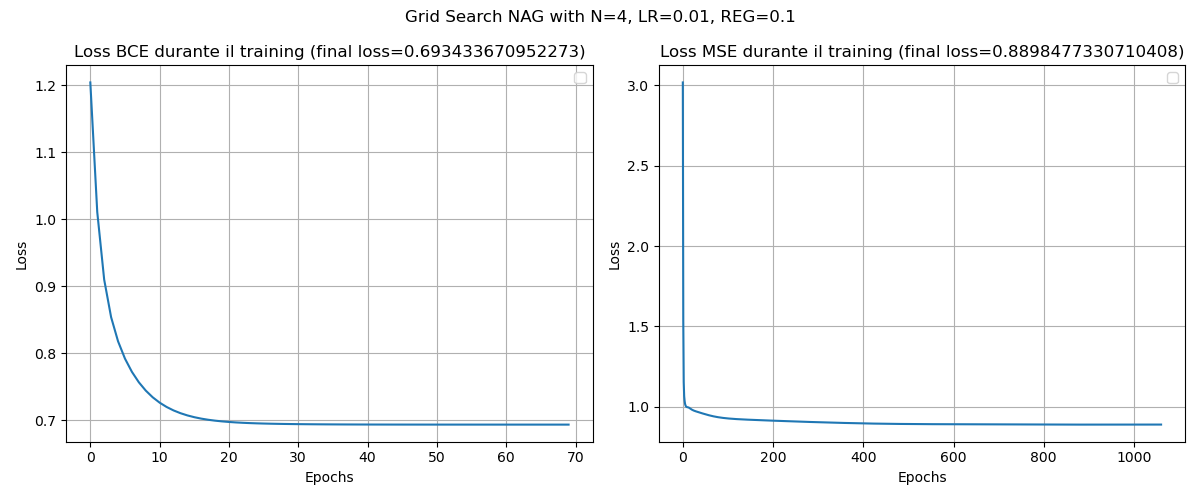 Grid Search NAG with N=4, LR=0.01, REG=0.1
Loss BCE durante il training (final loss=0.693433670952273)
1.2
1.1
1.0
0.9
0.8
0.7
Loss
0 10 20 30 40 50 60 70
Epochs
Loss MSE durante il training (final loss=0.8898477330710408)
3.0
2.5
2.0
1.5
1.0
Loss
0 200 400 600 800 1000
Epochs